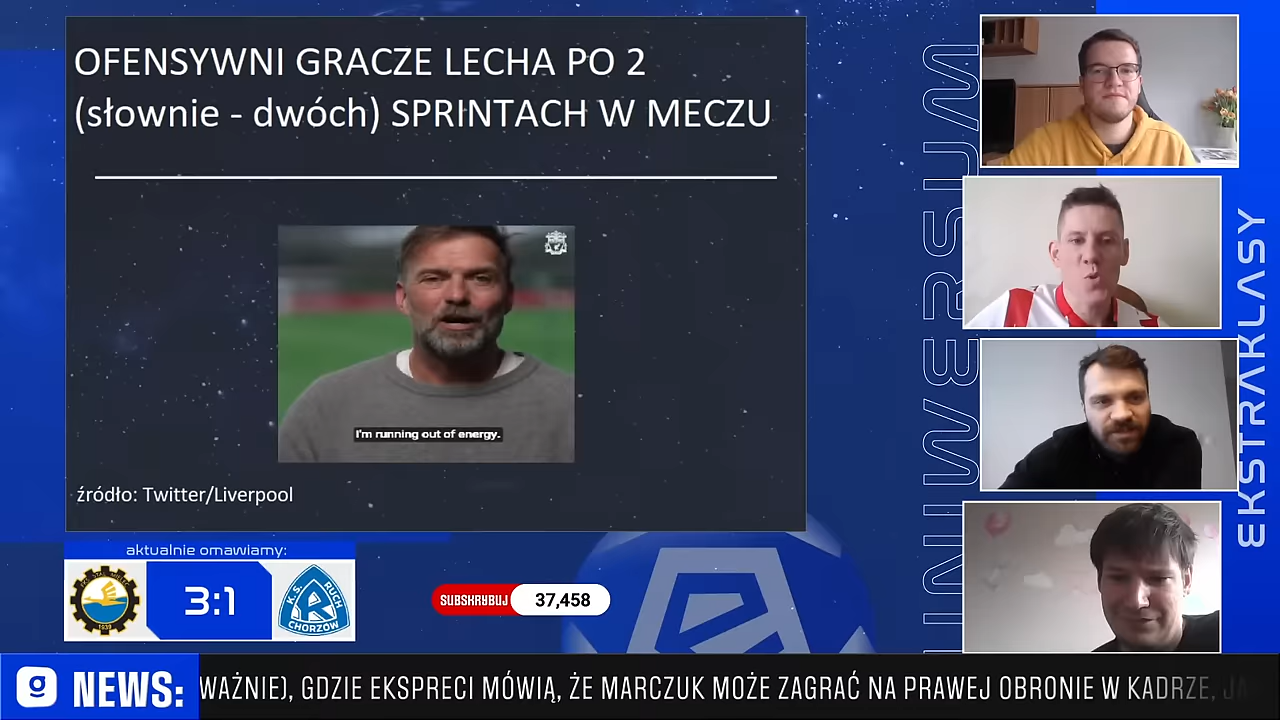 OFENSYWNI GRACZE LECHA PO 2
(słownie - dwóch) SPRINTACH W MECZU
I'm running out of energy.
źródło: Twitter/Liverpool
aktualnie omawiamy:
1939
3:1
K.S. RUCH
R
CHORZÓW
SUBSKRYBUJ
37,458
UNIWERSUM
EKSTRAKLASY
g
NEWS:
WAŻNIE), GDZIE EKSPRECI MÓWIĄ, ŻE MARCZUK MOŻE ZAGRAĆ NA PRAWEJ OBRONIE W KADRZE,